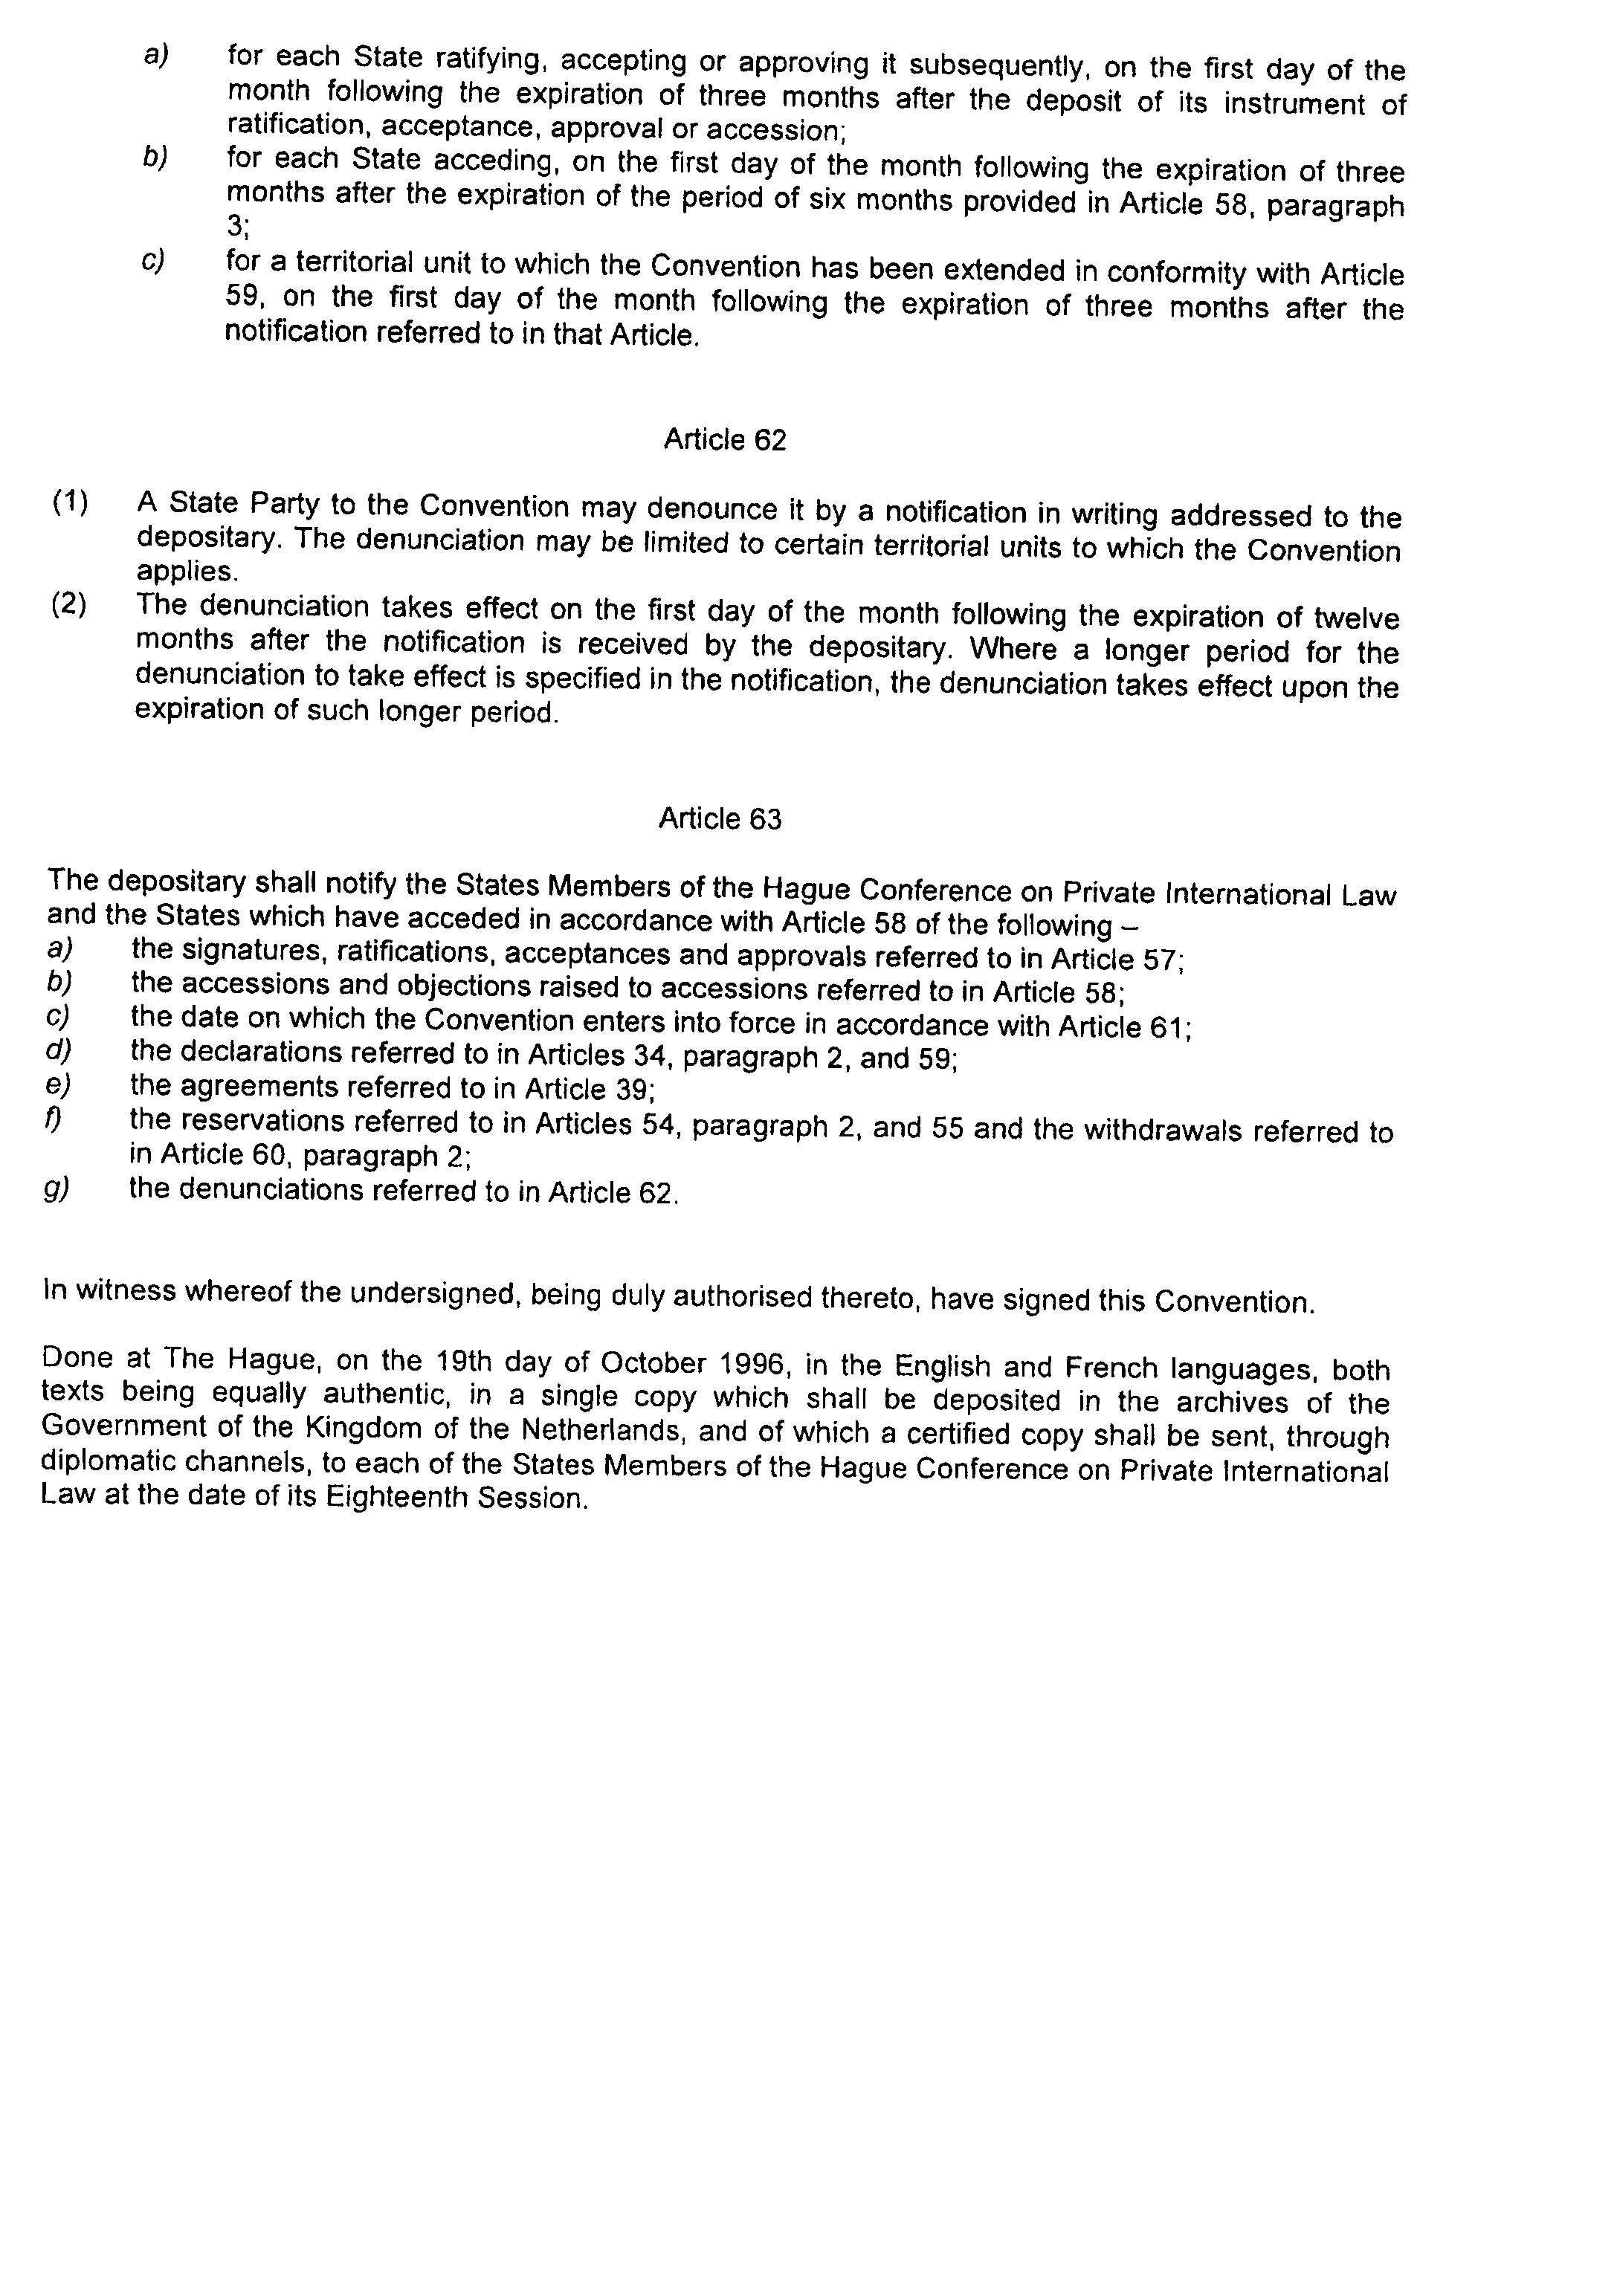 a) for each State ratifying, accepting or approving it subsequently, on the first day of the
month following the expiration of three months after the deposit of its instrument of
ratification, acceptance, approval or accession;
b) for each State acceding, on the first day of the month following the expiration of three
months after the expiration of the period of six months provided in Article 58, paragraph
3;
c) for a territorial unit to which the Convention has been extended in conformity with Article
59, on the first day of the month following the expiration of three months after the
notification referred to in that Article.
Article 62
(1) A State Party to the Convention may denounce it by a notification in writing addressed to the
depositary. The denunciation may be limited to certain territorial units to which the Convention
applies.
(2) The denunciation takes effect on the first day of the month following the expiration of twelve
months after the notification is received by the depositary. Where a longer period for the
denunciation to take effect is specified in the notification, the denunciation takes effect upon the
expiration of such longer period.
Article 63
The depositary shall notify the States Members of the Hague Conference on Private International Law
and the States which have acceded in accordance with Article 58 of the following –
a) the signatures, ratifications, acceptances and approvals referred to in Article 57;
b) the accessions and objections raised to accessions referred to in Article 58;
c) the date on which the Convention enters into force in accordance with Article 61;
d) the declarations referred to in Articles 34, paragraph 2, and 59;
e) the agreements referred to in Article 39;
f) the reservations referred to in Articles 54, paragraph 2, and 55 and the withdrawals referred to
in Article 60, paragraph 2;
g) the denunciations referred to in Article 62.
In witness whereof the undersigned, being duly authorised thereto, have signed this Convention.
Done at The Hague, on the 19th day of October 1996, in the English and French languages, both
texts being equally authentic, in a single copy which shall be deposited in the archives of the
Government of the Kingdom of the Netherlands, and of which a certified copy shall be sent, through
diplomatic channels, to each of the States Members of the Hague Conference on Private International
Law at the date of its Eighteenth Session.